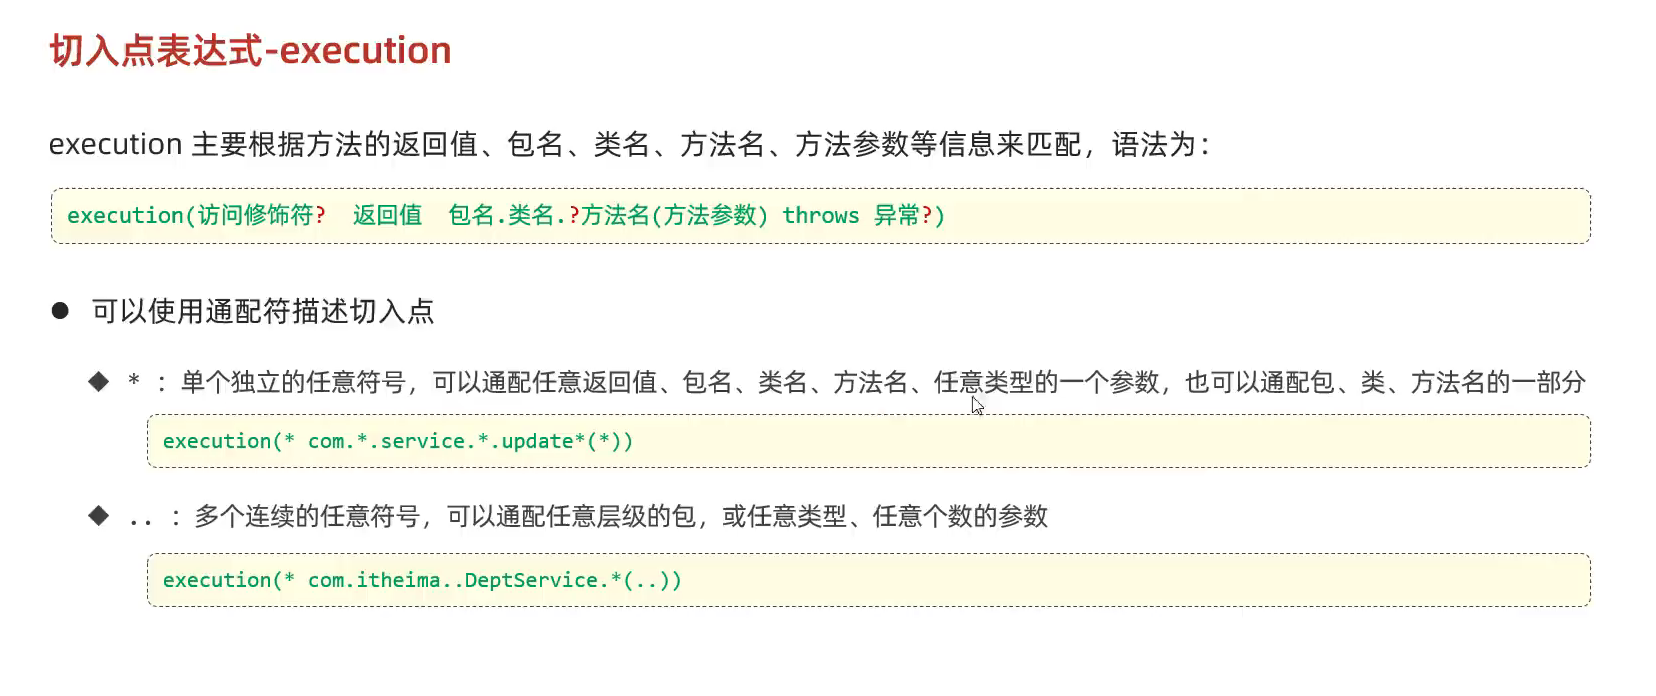 切入点表达式-execution
execution 主要根据方法的返回值、包名、类名、方法名、方法参数等信息来匹配，语法为：
execution(访问修饰符?  返回值  包名.类名.?方法名(方法参数) throws 异常?)
● 可以使用通配符描述切入点
◆ * ：单个独立的任意符号，可以通配任意返回值、包名、类名、方法名、任意类型的一个参数，也可以通配包、类、方法名的一部分
execution(* com.*.service.*.update*(*))
◆ .. ：多个连续的任意符号，可以通配任意层级的包，或任意类型、任意个数的参数
execution(* com.itheima..DeptService.*(..))